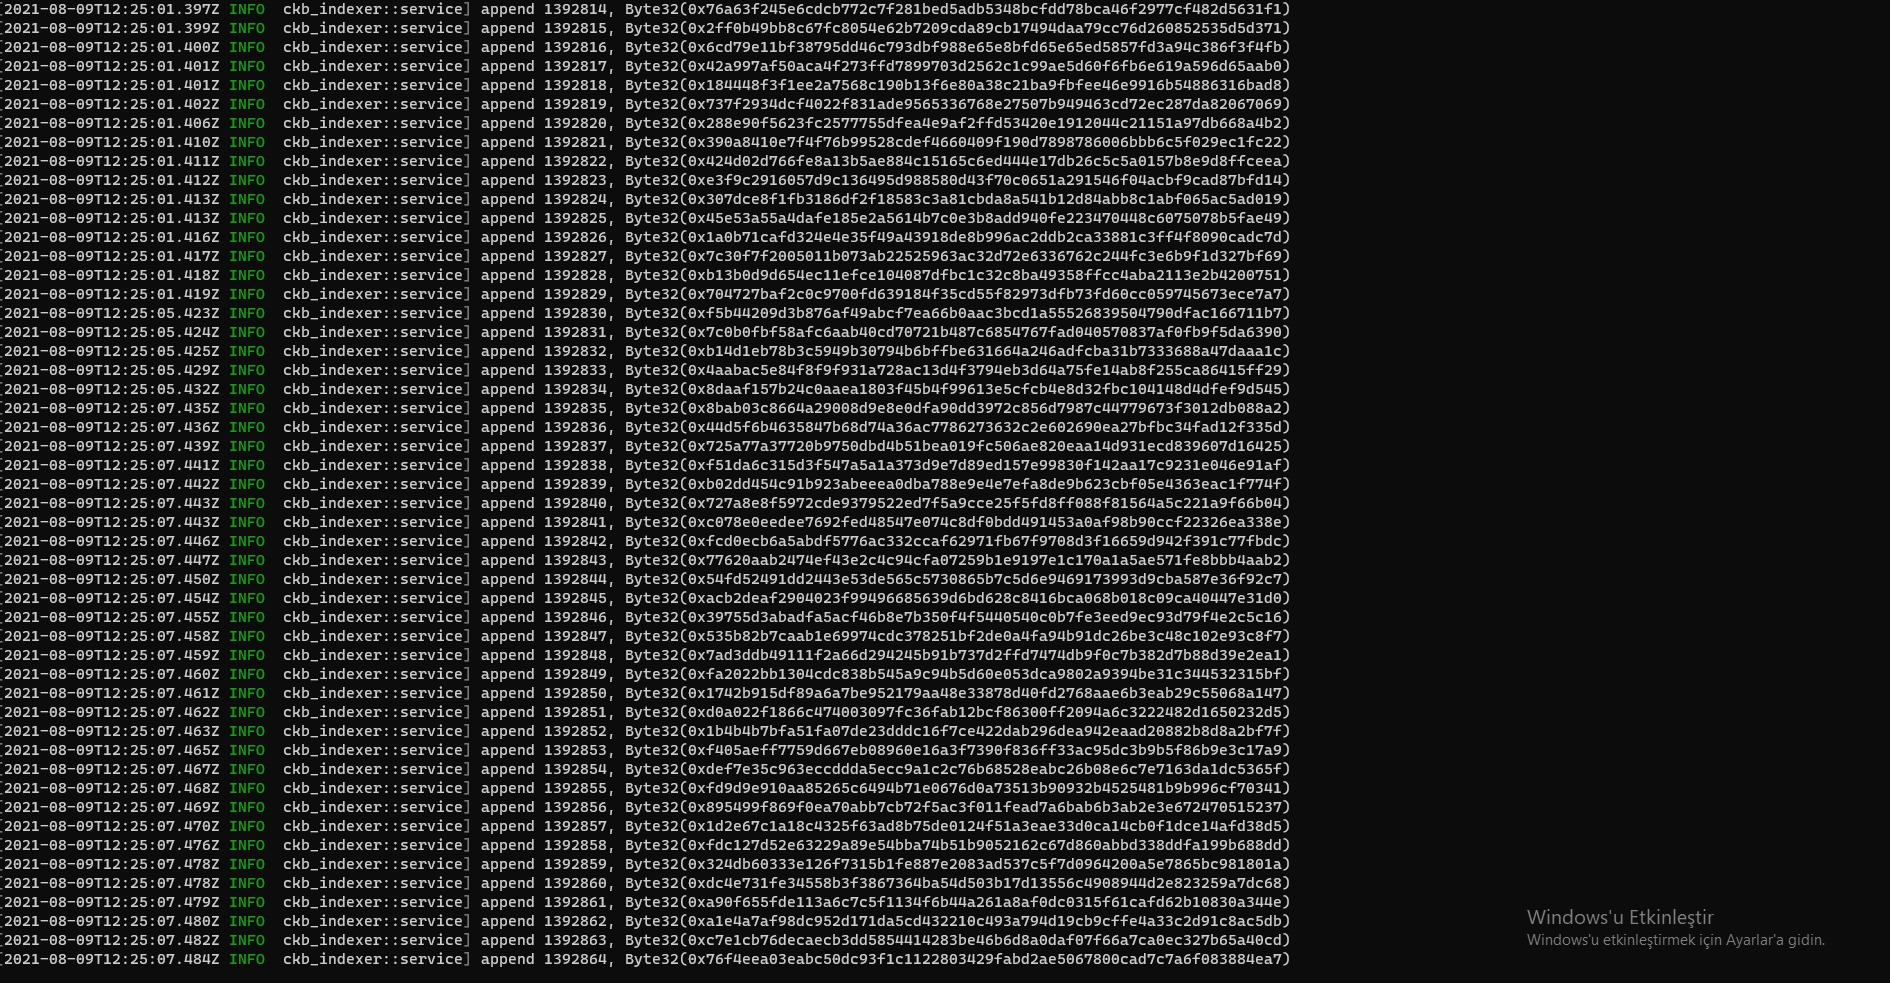 [2021-08-09T12:25:01.397Z INFO  ckb_indexer::service] append 1392814, Byte32(0x76a63f245e6cdcb772c7f281bed5adb5348bcfdd78bca46f2977cf482d5631f1)
[2021-08-09T12:25:01.399Z INFO  ckb_indexer::service] append 1392815, Byte32(0x2ff0b49bb8c67fc8054e62b7209cda89cb17494daa79cc76d260852535d5d371)
[2021-08-09T12:25:01.400Z INFO  ckb_indexer::service] append 1392816, Byte32(0x6cd79e11bf38795dd46c793dbf988e65e8bfd65e65ed5857fd3a94c386f3f4fb)
[2021-08-09T12:25:01.401Z INFO  ckb_indexer::service] append 1392817, Byte32(0x42a997af50aca4f273ffd7899703d2562c1c99ae5d60f6fb6e619a596d65aab0)
[2021-08-09T12:25:01.401Z INFO  ckb_indexer::service] append 1392818, Byte32(0x184448f3f1ee2a7568c190b13f6e80a38c21ba9fbfee46e9916b54886316bad8)
[2021-08-09T12:25:01.402Z INFO  ckb_indexer::service] append 1392819, Byte32(0x737f2934dcf4022f831ade9565336768e27507b949463cd72ec287da82067069)
[2021-08-09T12:25:01.406Z INFO  ckb_indexer::service] append 1392820, Byte32(0x288e90f5623fc2577755dfea4e9af2ffd53420e1912044c21151a97db668a4b2)
[2021-08-09T12:25:01.410Z INFO  ckb_indexer::service] append 1392821, Byte32(0x390a8410e7f4f76b99528cdef4660409f190d7898786006bbb6c5f029ec1fc22)
[2021-08-09T12:25:01.411Z INFO  ckb_indexer::service] append 1392822, Byte32(0x424d02d766fe8a13b5ae884c15165c6ed444e17db26c5c5a0157b8e9d8ffceea)
[2021-08-09T12:25:01.412Z INFO  ckb_indexer::service] append 1392823, Byte32(0xe3f9c2916057d9c136495d988580d43f70c0651a291546f04acbf9cad87bfd14)
[2021-08-09T12:25:01.413Z INFO  ckb_indexer::service] append 1392824, Byte32(0x307dce8f1fb3186df2f18583c3a81cbda8a541b12d84abb8c1abf065ac5ad019)
[2021-08-09T12:25:01.413Z INFO  ckb_indexer::service] append 1392825, Byte32(0x45e53a55a4dafe185e2a5614b7c0e3b8add940fe223470448c6075078b5fae49)
[2021-08-09T12:25:01.416Z INFO  ckb_indexer::service] append 1392826, Byte32(0x1a0b71cafd324e4e35f49a43918de8b996ac2ddb2ca33881c3ff4f8090cadc7d)
[2021-08-09T12:25:01.417Z INFO  ckb_indexer::service] append 1392827, Byte32(0x7c30f7f2005011b073ab22525963ac32d72e6336762c244fc3e6b9f1d327bf69)
[2021-08-09T12:25:01.418Z INFO  ckb_indexer::service] append 1392828, Byte32(0xb13b0d9d654ec11efce104087dfbc1c32c8ba49358ffcc4aba2113e2b4200751)
[2021-08-09T12:25:01.419Z INFO  ckb_indexer::service] append 1392829, Byte32(0x704727baf2c0c9700fd639184f35cd55f82973dfb73fd60cc059745673ece7a7)
[2021-08-09T12:25:05.423Z INFO  ckb_indexer::service] append 1392830, Byte32(0xf5b44209d3b876af49abcf7ea66b0aac3bcd1a55526839504790dfac166711b7)
[2021-08-09T12:25:05.424Z INFO  ckb_indexer::service] append 1392831, Byte32(0x7c0b0fbf58afc6aab40cd70721b487c6854767fad040570837af0fb9f5da6390)
[2021-08-09T12:25:05.425Z INFO  ckb_indexer::service] append 1392832, Byte32(0xb14d1eb78b3c5949b30794b6bffbe631664a246adfcba31b7333688a47daaa1c)
[2021-08-09T12:25:05.429Z INFO  ckb_indexer::service] append 1392833, Byte32(0x4aabac5e84f8f9f931a728ac13d4f3794eb3d64a75fe14ab8f255ca86415ff29)
[2021-08-09T12:25:05.432Z INFO  ckb_indexer::service] append 1392834, Byte32(0x8daaf157b24c0aaea1803f45b4f99613e5cfcb4e8d32fbc104148d4dfef9d545)
[2021-08-09T12:25:07.435Z INFO  ckb_indexer::service] append 1392835, Byte32(0x8bab03c8664a29008d9e8e0dfa90dd3972c856d7987c44779673f3012db088a2)
[2021-08-09T12:25:07.436Z INFO  ckb_indexer::service] append 1392836, Byte32(0x44d5f6b4635847b68d74a36ac7786273632c2e602690ea27bfbc34fad12f335d)
[2021-08-09T12:25:07.439Z INFO  ckb_indexer::service] append 1392837, Byte32(0x725a77a37720b9750dbd4b51bea019fc506ae820eaa14d931ecd839607d16425)
[2021-08-09T12:25:07.441Z INFO  ckb_indexer::service] append 1392838, Byte32(0xf51da6c315d3f547a5a1a373d9e7d89ed157e99830f142aa17c9231e046e91af)
[2021-08-09T12:25:07.442Z INFO  ckb_indexer::service] append 1392839, Byte32(0xb02dd454c91b923abeeea0dba788e9e4e7efa8de9b623cbf05e4363eac1f774f)
[2021-08-09T12:25:07.443Z INFO  ckb_indexer::service] append 1392840, Byte32(0x727a8e8f5972cde9379522ed7f5a9cce25f5fd8ff088f81564a5c221a9f66b04)
[2021-08-09T12:25:07.443Z INFO  ckb_indexer::service] append 1392841, Byte32(0xc078e0eedee7692fed48547e074c8df0bdd491453a0af98b90ccf22326ea338e)
[2021-08-09T12:25:07.446Z INFO  ckb_indexer::service] append 1392842, Byte32(0xfcd0ecb6a5abdf5776ac332ccaf62971fb67f9708d3f16659d942f391c77fbdc)
[2021-08-09T12:25:07.447Z INFO  ckb_indexer::service] append 1392843, Byte32(0x77620aab2474ef43e2c4c94cfa07259b1e9197e1c170a1a5ae571fe8bbb4aab2)
[2021-08-09T12:25:07.450Z INFO  ckb_indexer::service] append 1392844, Byte32(0x54fd52491dd2443e53de565c5730865b7c5d6e9469173993d9cba587e36f92c7)
[2021-08-09T12:25:07.454Z INFO  ckb_indexer::service] append 1392845, Byte32(0xacb2deaf2904023f99496685639d6bd628c8416bca068b018c09ca40447e31d0)
[2021-08-09T12:25:07.455Z INFO  ckb_indexer::service] append 1392846, Byte32(0x39755d3abadfa5acf46b8e7b350f4f5440540c0b7fe3eed9ec93d79f4e2c5c16)
[2021-08-09T12:25:07.458Z INFO  ckb_indexer::service] append 1392847, Byte32(0x535b82b7caab1e69974cdc378251bf2de0a4fa94b91dc26be3c48c102e93c8f7)
[2021-08-09T12:25:07.459Z INFO  ckb_indexer::service] append 1392848, Byte32(0x7ad3ddb49111f2a66d294245b91b737d2ffd7474db9f0c7b382d7b88d39e2ea1)
[2021-08-09T12:25:07.460Z INFO  ckb_indexer::service] append 1392849, Byte32(0xfa2022bb1304cdc838b545a9c94b5d60e053dca9802a9394be31c344532315bf)
[2021-08-09T12:25:07.461Z INFO  ckb_indexer::service] append 1392850, Byte32(0x1742b915df89a6a7be952179aa48e33878d40fd2768aae6b3eab29c55068a147)
[2021-08-09T12:25:07.462Z INFO  ckb_indexer::service] append 1392851, Byte32(0xd0a022f1866c474003097fc36fab12bcf86300ff2094a6c3222482d1650232d5)
[2021-08-09T12:25:07.463Z INFO  ckb_indexer::service] append 1392852, Byte32(0x1b4b4b7bfa51fa07de23dddc16f7ce422dab296dea942eaad20882b8d8a2bf7f)
[2021-08-09T12:25:07.465Z INFO  ckb_indexer::service] append 1392853, Byte32(0xf405aeff7759d667eb08960e16a3f7390f836ff33ac95dc3b9b5f86b9e3c17a9)
[2021-08-09T12:25:07.467Z INFO  ckb_indexer::service] append 1392854, Byte32(0xdef7e35c963eccddda5ecc9a1c2c76b68528eabc26b08e6c7e7163da1dc5365f)
[2021-08-09T12:25:07.468Z INFO  ckb_indexer::service] append 1392855, Byte32(0xfd9d9e910aa85265c6494b71e0676d0a73513b90932b4525481b9b996cf70341)
[2021-08-09T12:25:07.469Z INFO  ckb_indexer::service] append 1392856, Byte32(0x895499f869f0ea70abb7cb72f5ac3f011fead7a6bab6b3ab2e3e672470515237)
[2021-08-09T12:25:07.470Z INFO  ckb_indexer::service] append 1392857, Byte32(0x1d2e67c1a18c4325f63ad8b75de0124f51a3eae33d0ca14cb0f1dce14afd38d5)
[2021-08-09T12:25:07.476Z INFO  ckb_indexer::service] append 1392858, Byte32(0xfdc127d52e63229a89e54bba74b51b9052162c67d860abbd338ddfa199b688dd)
[2021-08-09T12:25:07.478Z INFO  ckb_indexer::service] append 1392859, Byte32(0x324db60333e126f7315b1fe887e2083ad537c5f7d0964200a5e7865bc981801a)
[2021-08-09T12:25:07.478Z INFO  ckb_indexer::service] append 1392860, Byte32(0xdc4e731fe34558b3f3867364ba54d503b17d13556c4908944d2e823259a7dc68)
[2021-08-09T12:25:07.479Z INFO  ckb_indexer::service] append 1392861, Byte32(0xa90f655fde113a6c7c5f1134f6b44a261a8af0dc0315f61cafd62b10830a344e)
[2021-08-09T12:25:07.480Z INFO  ckb_indexer::service] append 1392862, Byte32(0xa1e4a7af98dc952d171da5cd432210c493a794d19cb9cffe4a33c2d91c8ac5db)
[2021-08-09T12:25:07.482Z INFO  ckb_indexer::service] append 1392863, Byte32(0xc7e1cb76decaecb3dd5854414283be46b6d8a0daf07f66a7ca0ec327b65a40cd)
[2021-08-09T12:25:07.484Z INFO  ckb_indexer::service] append 1392864, Byte32(0x76f4eea03eabc50dc93f1c1122803429fabd2ae5067800cad7c7a6f083884ea7)
Windows'u Etkinleştir
Windows'u etkinleştirmek için Ayarlar'a gidin.